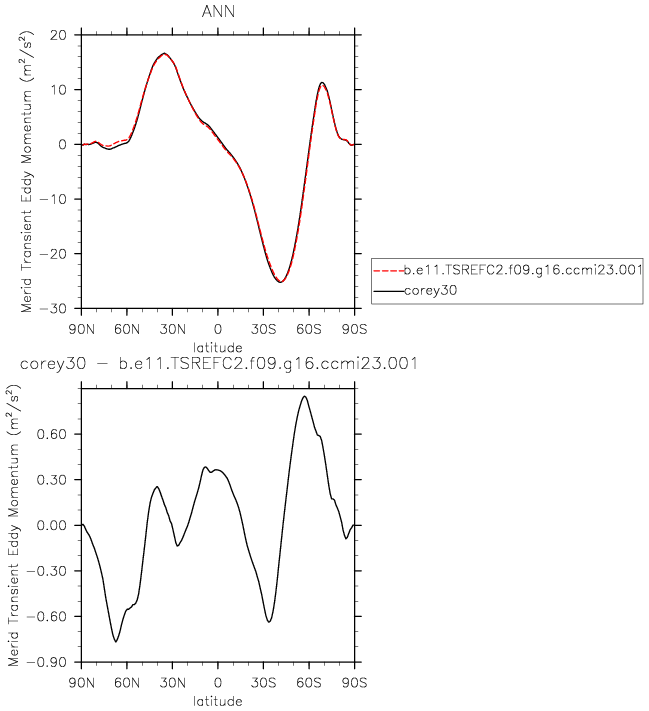 ANN
Merid Transient Eddy Momentum (m²/s²)
20
10
0
−10
−20
−30
90N 60N 30N 0 30S 60S 90S
latitude
b.e11.TSREFC2.f09.g16.ccmi23.001
corey30
corey30 − b.e11.TSREFC2.f09.g16.ccmi23.001
Merid Transient Eddy Momentum (m²/s²)
0.60
0.30
0.00
−0.30
−0.60
−0.90
90N 60N 30N 0 30S 60S 90S
latitude